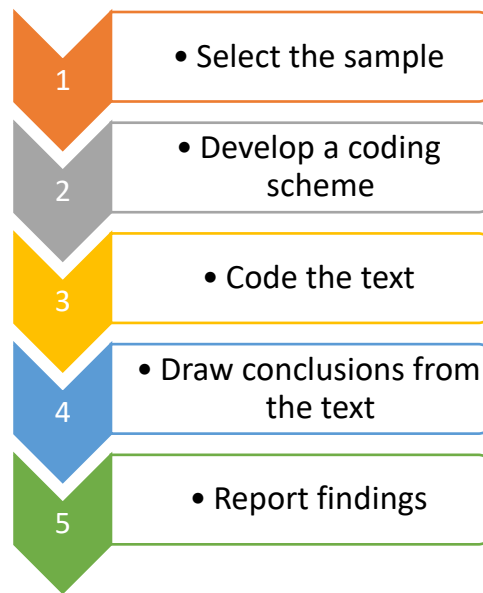 1
• Select the sample
2
• Develop a coding
scheme
3
• Code the text
4
• Draw conclusions from
the text
5
• Report findings